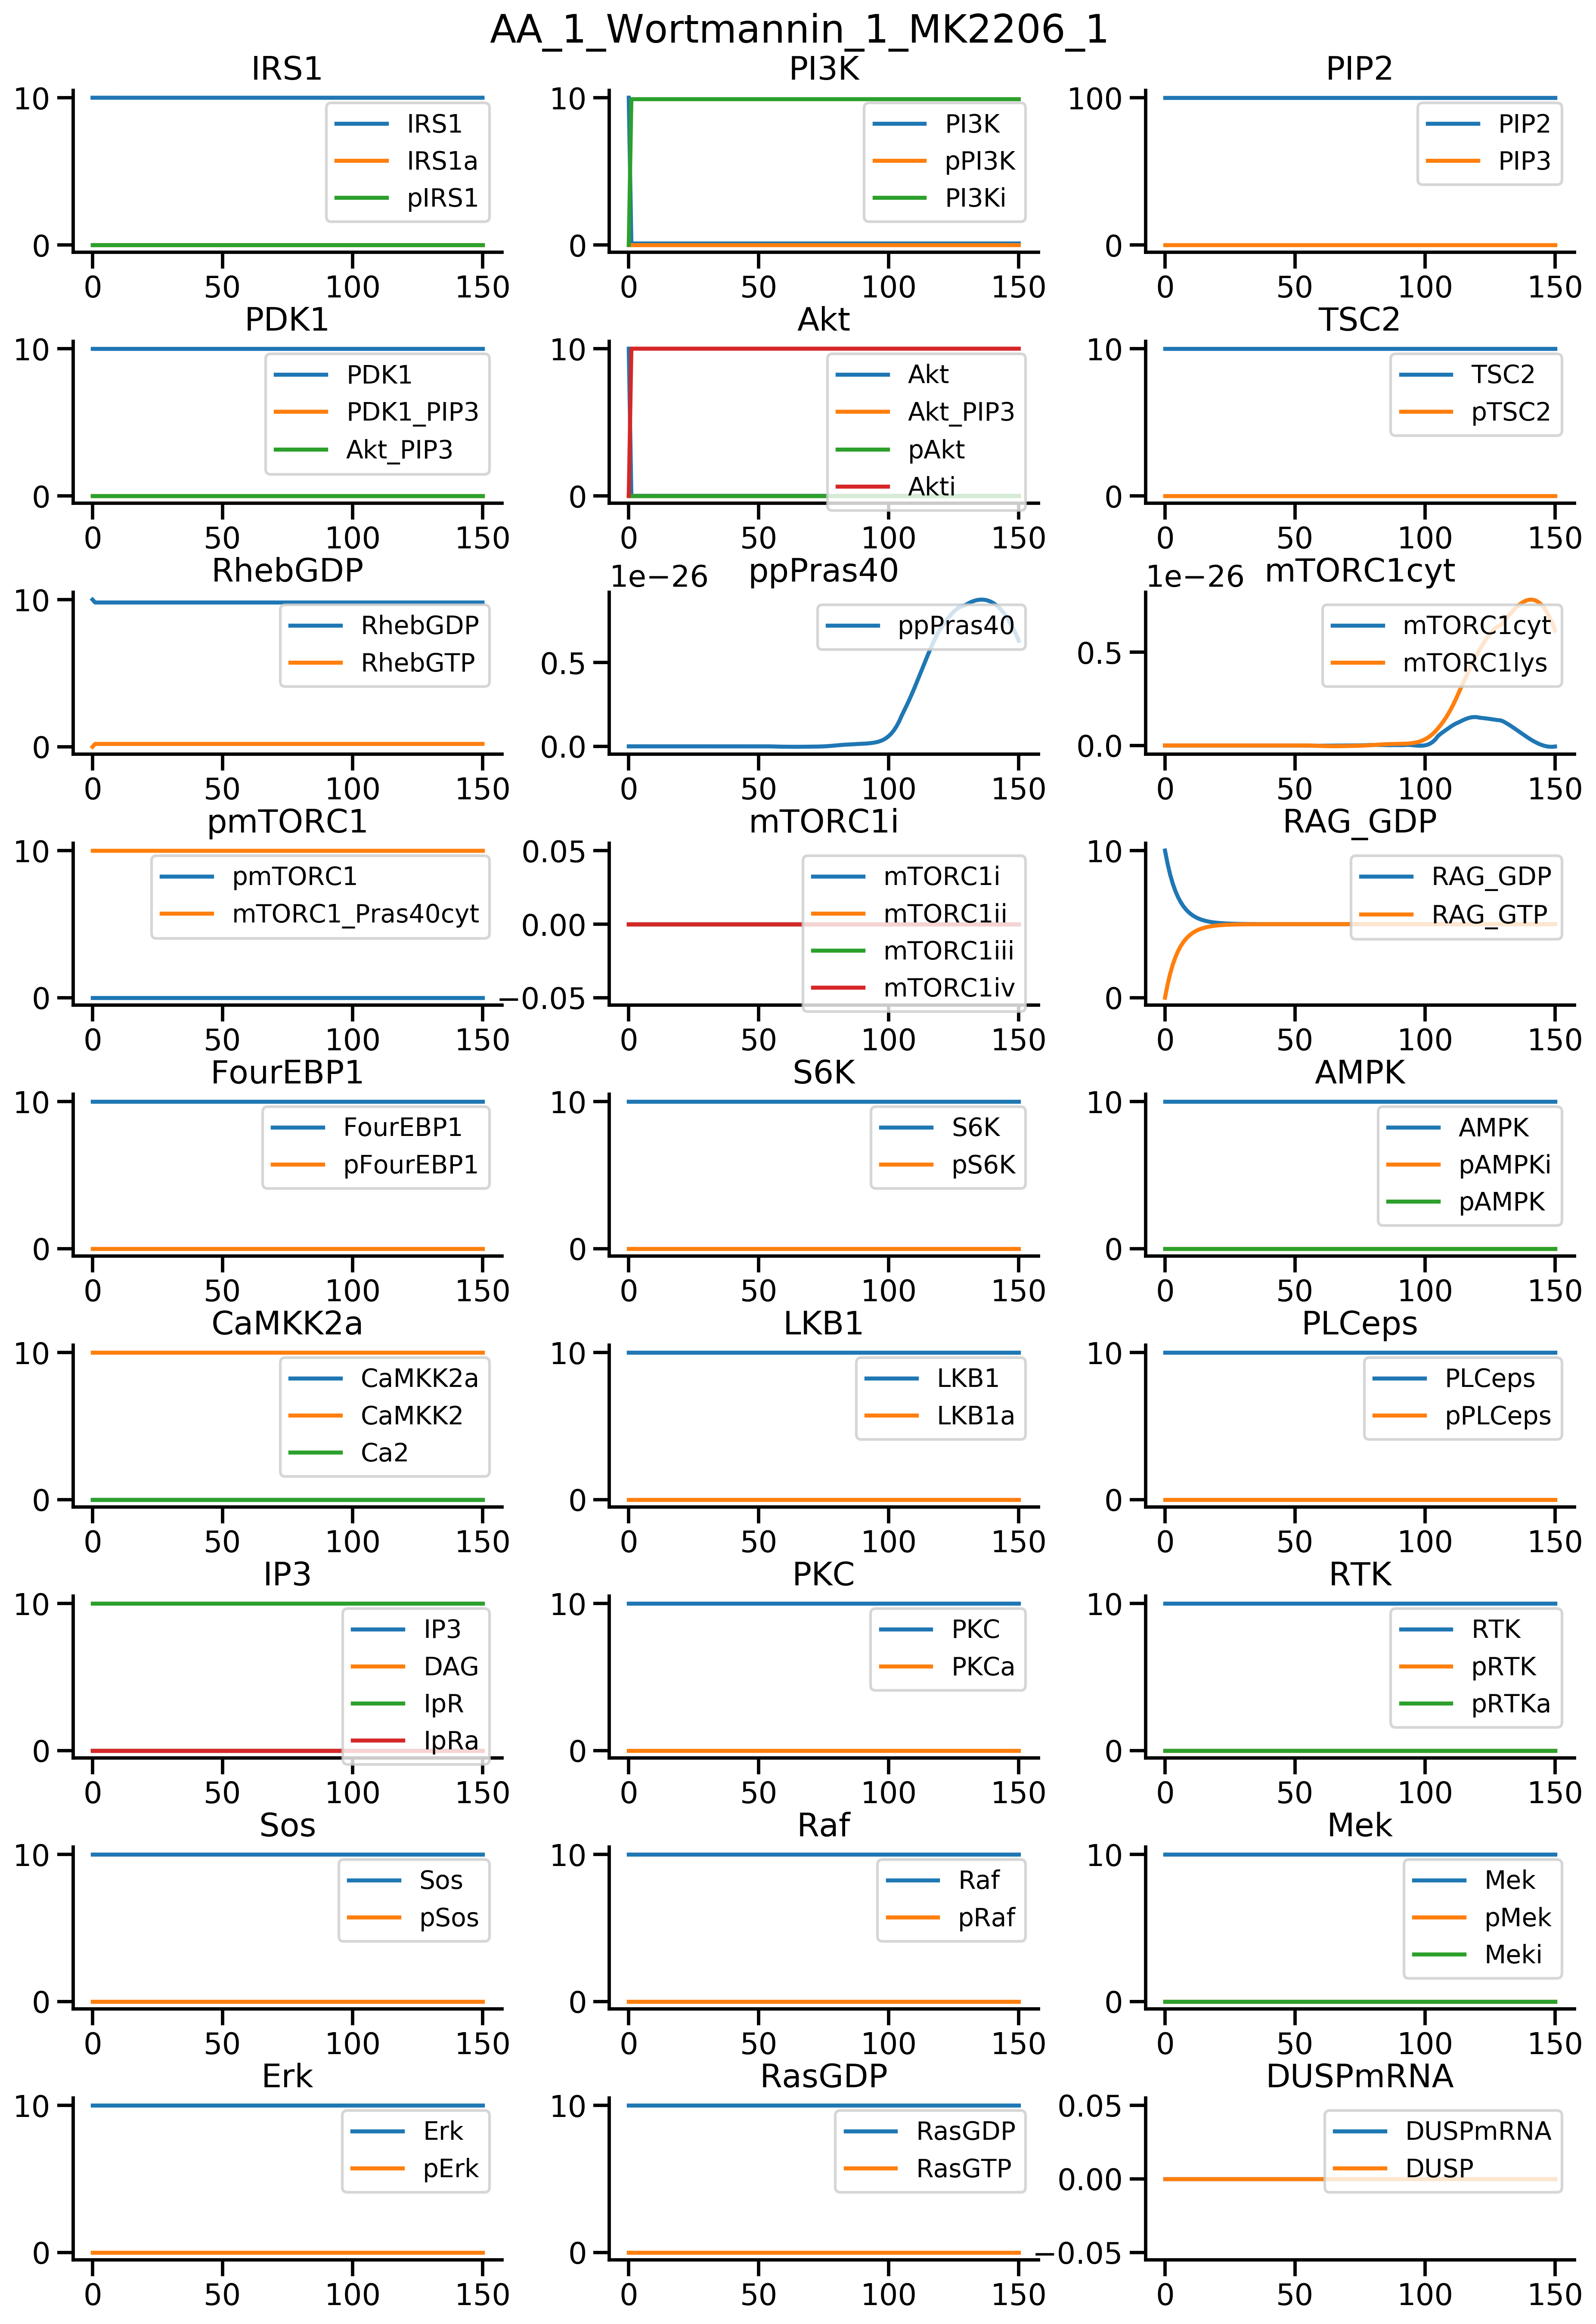 AA_1_Wortmannin_1_MK2206_1
IRS1
10
0
0 50 100 150
IRS1
IRS1a
pIRS1
PI3K
10
0
0 50 100 150
PI3K
pPI3K
PI3Ki
PIP2
100
0
0 50 100 150
PIP2
PIP3
PDK1
10
0
0 50 100 150
PDK1
PDK1_PIP3
Akt_PIP3
Akt
10
0
0 50 100 150
Akt
Akt_PIP3
pAkt
Akti
TSC2
10
0
0 50 100 150
TSC2
pTSC2
RhebGDP
10
0
0 50 100 150
RhebGDP
RhebGTP
1e−26 ppPras40
0.5
0.0
0 50 100 150
ppPras40
1e−26 mTORC1cyt
0.5
0.0
0 50 100 150
mTORC1cyt
mTORC1lys
pmTORC1
10
0
0 50 100 150
pmTORC1
mTORC1_Pras40cyt
mTORC1i
0.05
0.00
−0.05
0 50 100 150
mTORC1i
mTORC1ii
mTORC1iii
mTORC1iv
RAG_GDP
10
0
0 50 100 150
RAG_GDP
RAG_GTP
FourEBP1
10
0
0 50 100 150
FourEBP1
pFourEBP1
S6K
10
0
0 50 100 150
S6K
pS6K
AMPK
10
0
0 50 100 150
AMPK
pAMPKi
pAMPK
CaMKK2a
10
0
0 50 100 150
CaMKK2a
CaMKK2
Ca2
LKB1
10
0
0 50 100 150
LKB1
LKB1a
PLCeps
10
0
0 50 100 150
PLCeps
pPLCeps
IP3
10
0
0 50 100 150
IP3
DAG
IpR
IpRa
PKC
10
0
0 50 100 150
PKC
PKCa
RTK
10
0
0 50 100 150
RTK
pRTK
pRTKa
Sos
10
0
0 50 100 150
Sos
pSos
Raf
10
0
0 50 100 150
Raf
pRaf
Mek
10
0
0 50 100 150
Mek
pMek
Meki
Erk
10
0
0 50 100 150
Erk
pErk
RasGDP
10
0
0 50 100 150
RasGDP
RasGTP
DUSPmRNA
0.05
0.00
−0.05
0 50 100 150
DUSPmRNA
DUSP